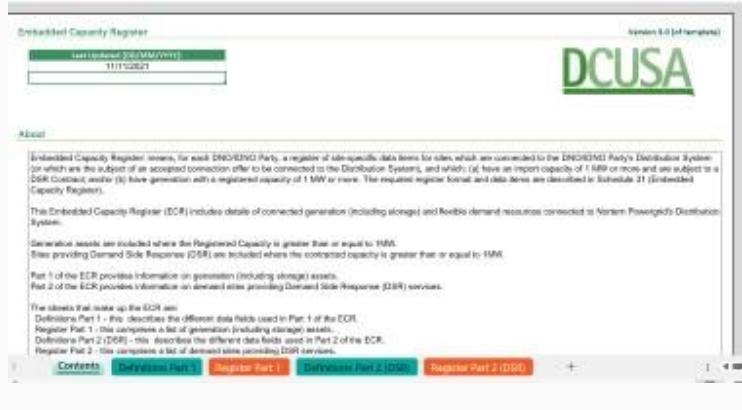 Embedded Capacity Register
Version 5.0 (of template)
Last Updated (DD/MM/YYYY)
11/11/2021
DCUSA
About
Embedded Capacity Register: means, for each DNO/IDNO Party, a register of site-specific data items for sites which are connected to the DNO/IDNO Party's Distribution System
(or which are the subject of an accepted connection offer to be connected to the Distribution System), and which: (a) have an import capacity of 1 MW or more and are subject to a
DSR Contract; and/or (b) have generation with a registered capacity of 1 MW or more. The required register format and data items are described in Schedule 31 (Embedded
Capacity Register).
This Embedded Capacity Register (ECR) includes details of connected generation (including storage) and flexible demand resources connected to Nortern Powergrid's Distribution
System.
Generation assets are included where the Registered Capacity is greater than or equal to 1MW.
Sites providing Demand Side Response (DSR) are included where the contracted capacity is greater than or equal to 1MW.
Part 1 of the ECR provides information on generation (including storage) assets.
Part 2 of the ECR provides information on demand sites providing Demand Side Response (DSR) services.
The sheets that make up the ECR are:
Definitions Part 1 - this describes the different data fields used in Part 1 of the ECR.
Register Part 1 - this comprises a list of generation (including storage) assets.
Definitions Part 2 (DSR) - this describes the different data fields used in Part 2 of the ECR.
Register Part 2 - this comprises a list of demand sites providing DSR services.
Contents Definitions Part 1 Register Part 1 Definitions Part 2 (DSR) Register Part 2 (DSR) +